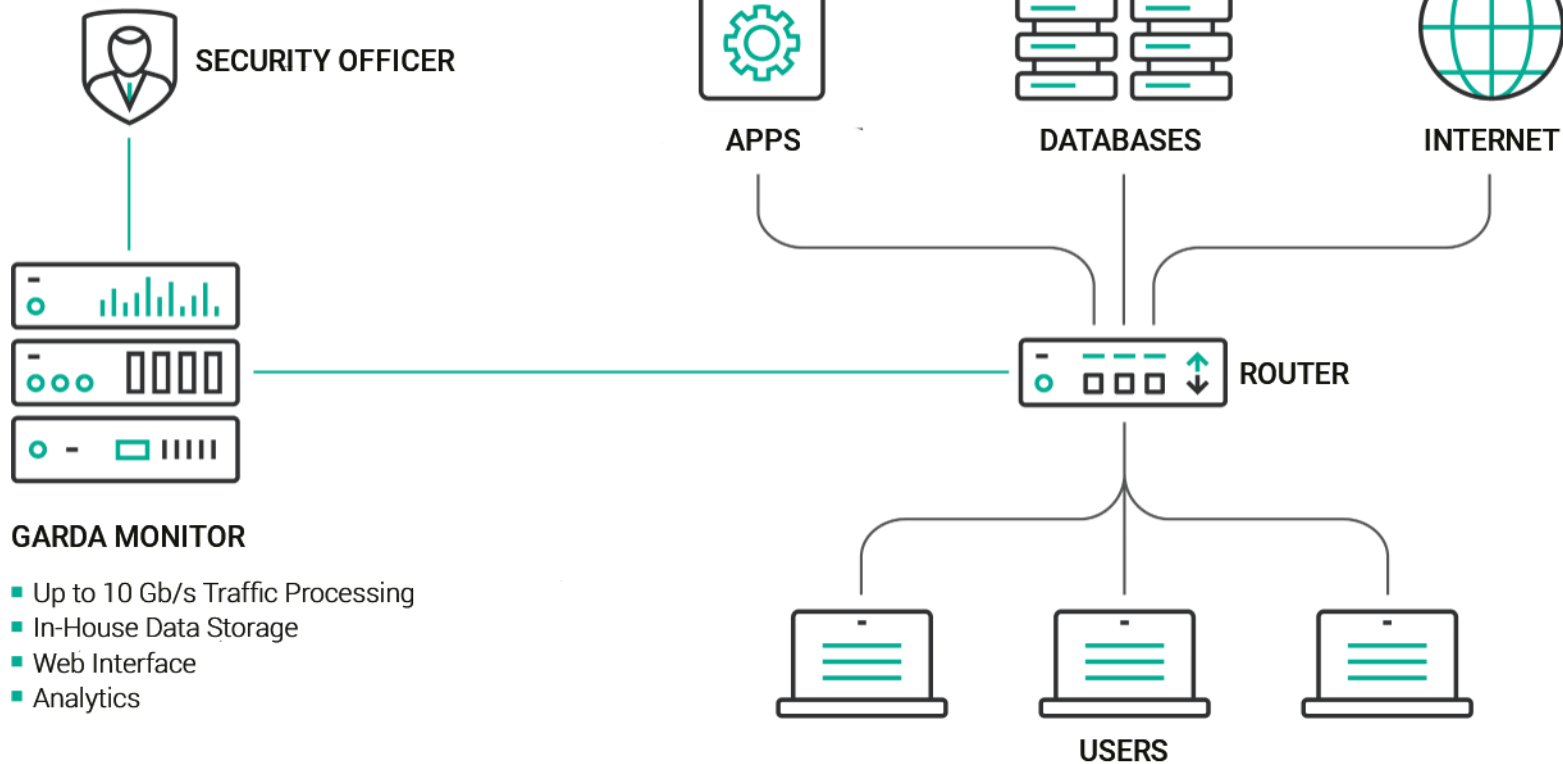 SECURITY OFFICER
APPS
DATABASES
INTERNET
ROUTER
GARDA MONITOR
Up to 10 Gb/s Traffic Processing
In-House Data Storage
Web Interface
Analytics
USERS